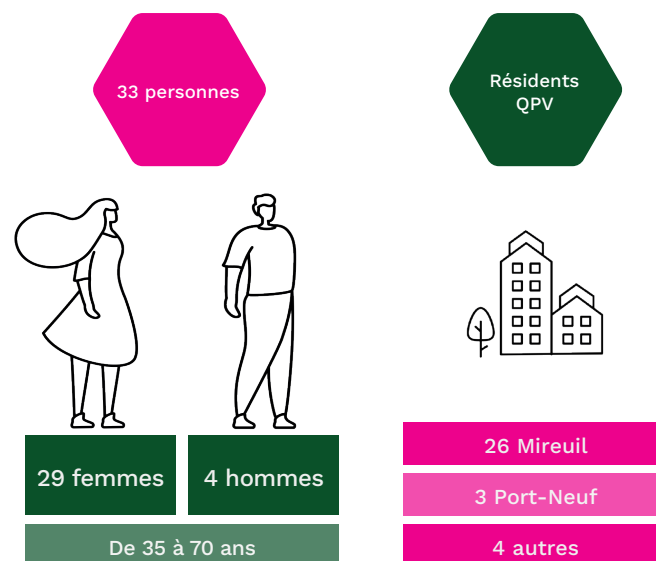 33 personnes
29 femmes
4 hommes
De 35 à 70 ans
Résidents
QPV
26 Mireuil
3 Port-Neuf
4 autres